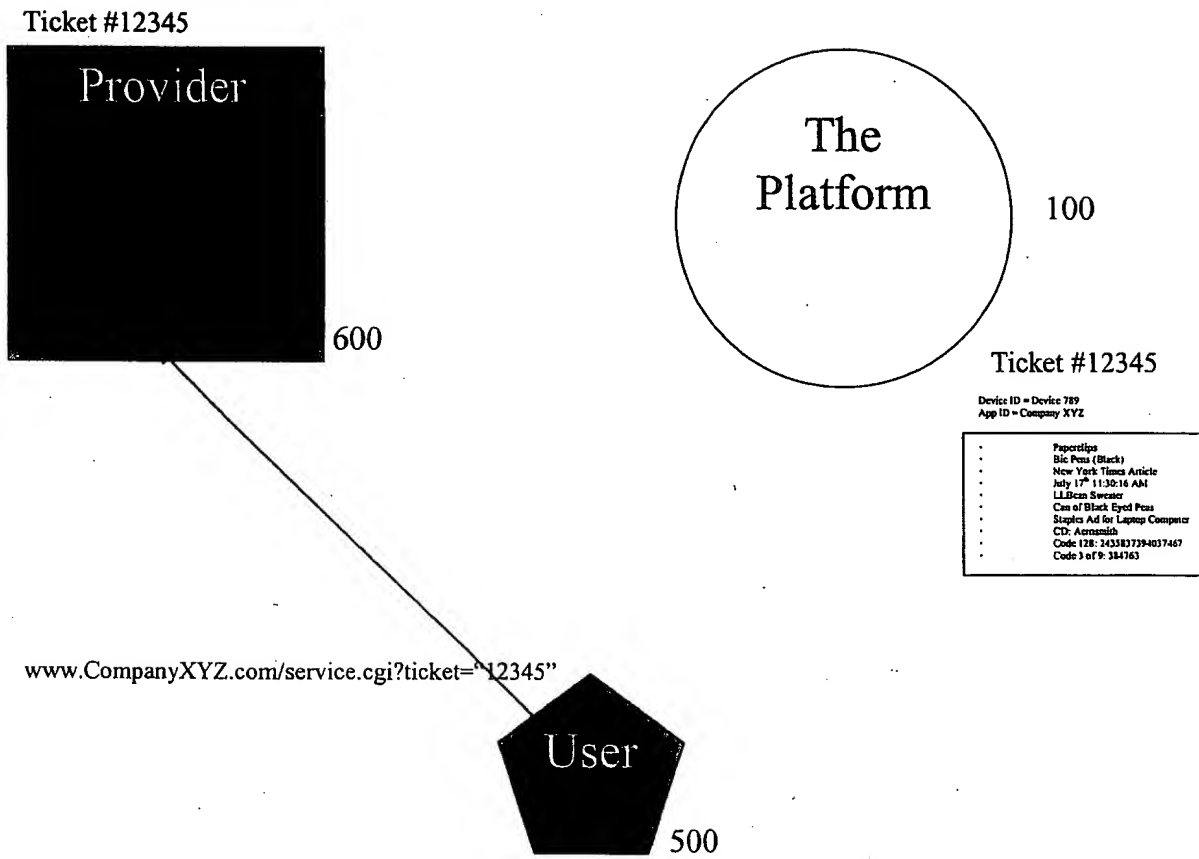 Ticket #12345
Provider
600
The
Platform
100
Ticket #12345
Device ID = Device 789
App ID = Company XYZ
• Paperclips
• Bic Pens (Black)
• New York Times Article
• July 17th 11:30:16 AM
• LLBean Sweater
• Can of Black Eyed Peas
• Staples Ad for Laptop Computer
• CD: Aerosmith
• Code 128: 2435837394037467
• Code 3 of 9: 384763
www.CompanyXYZ.com/service.cgi?ticket="12345"
User
500